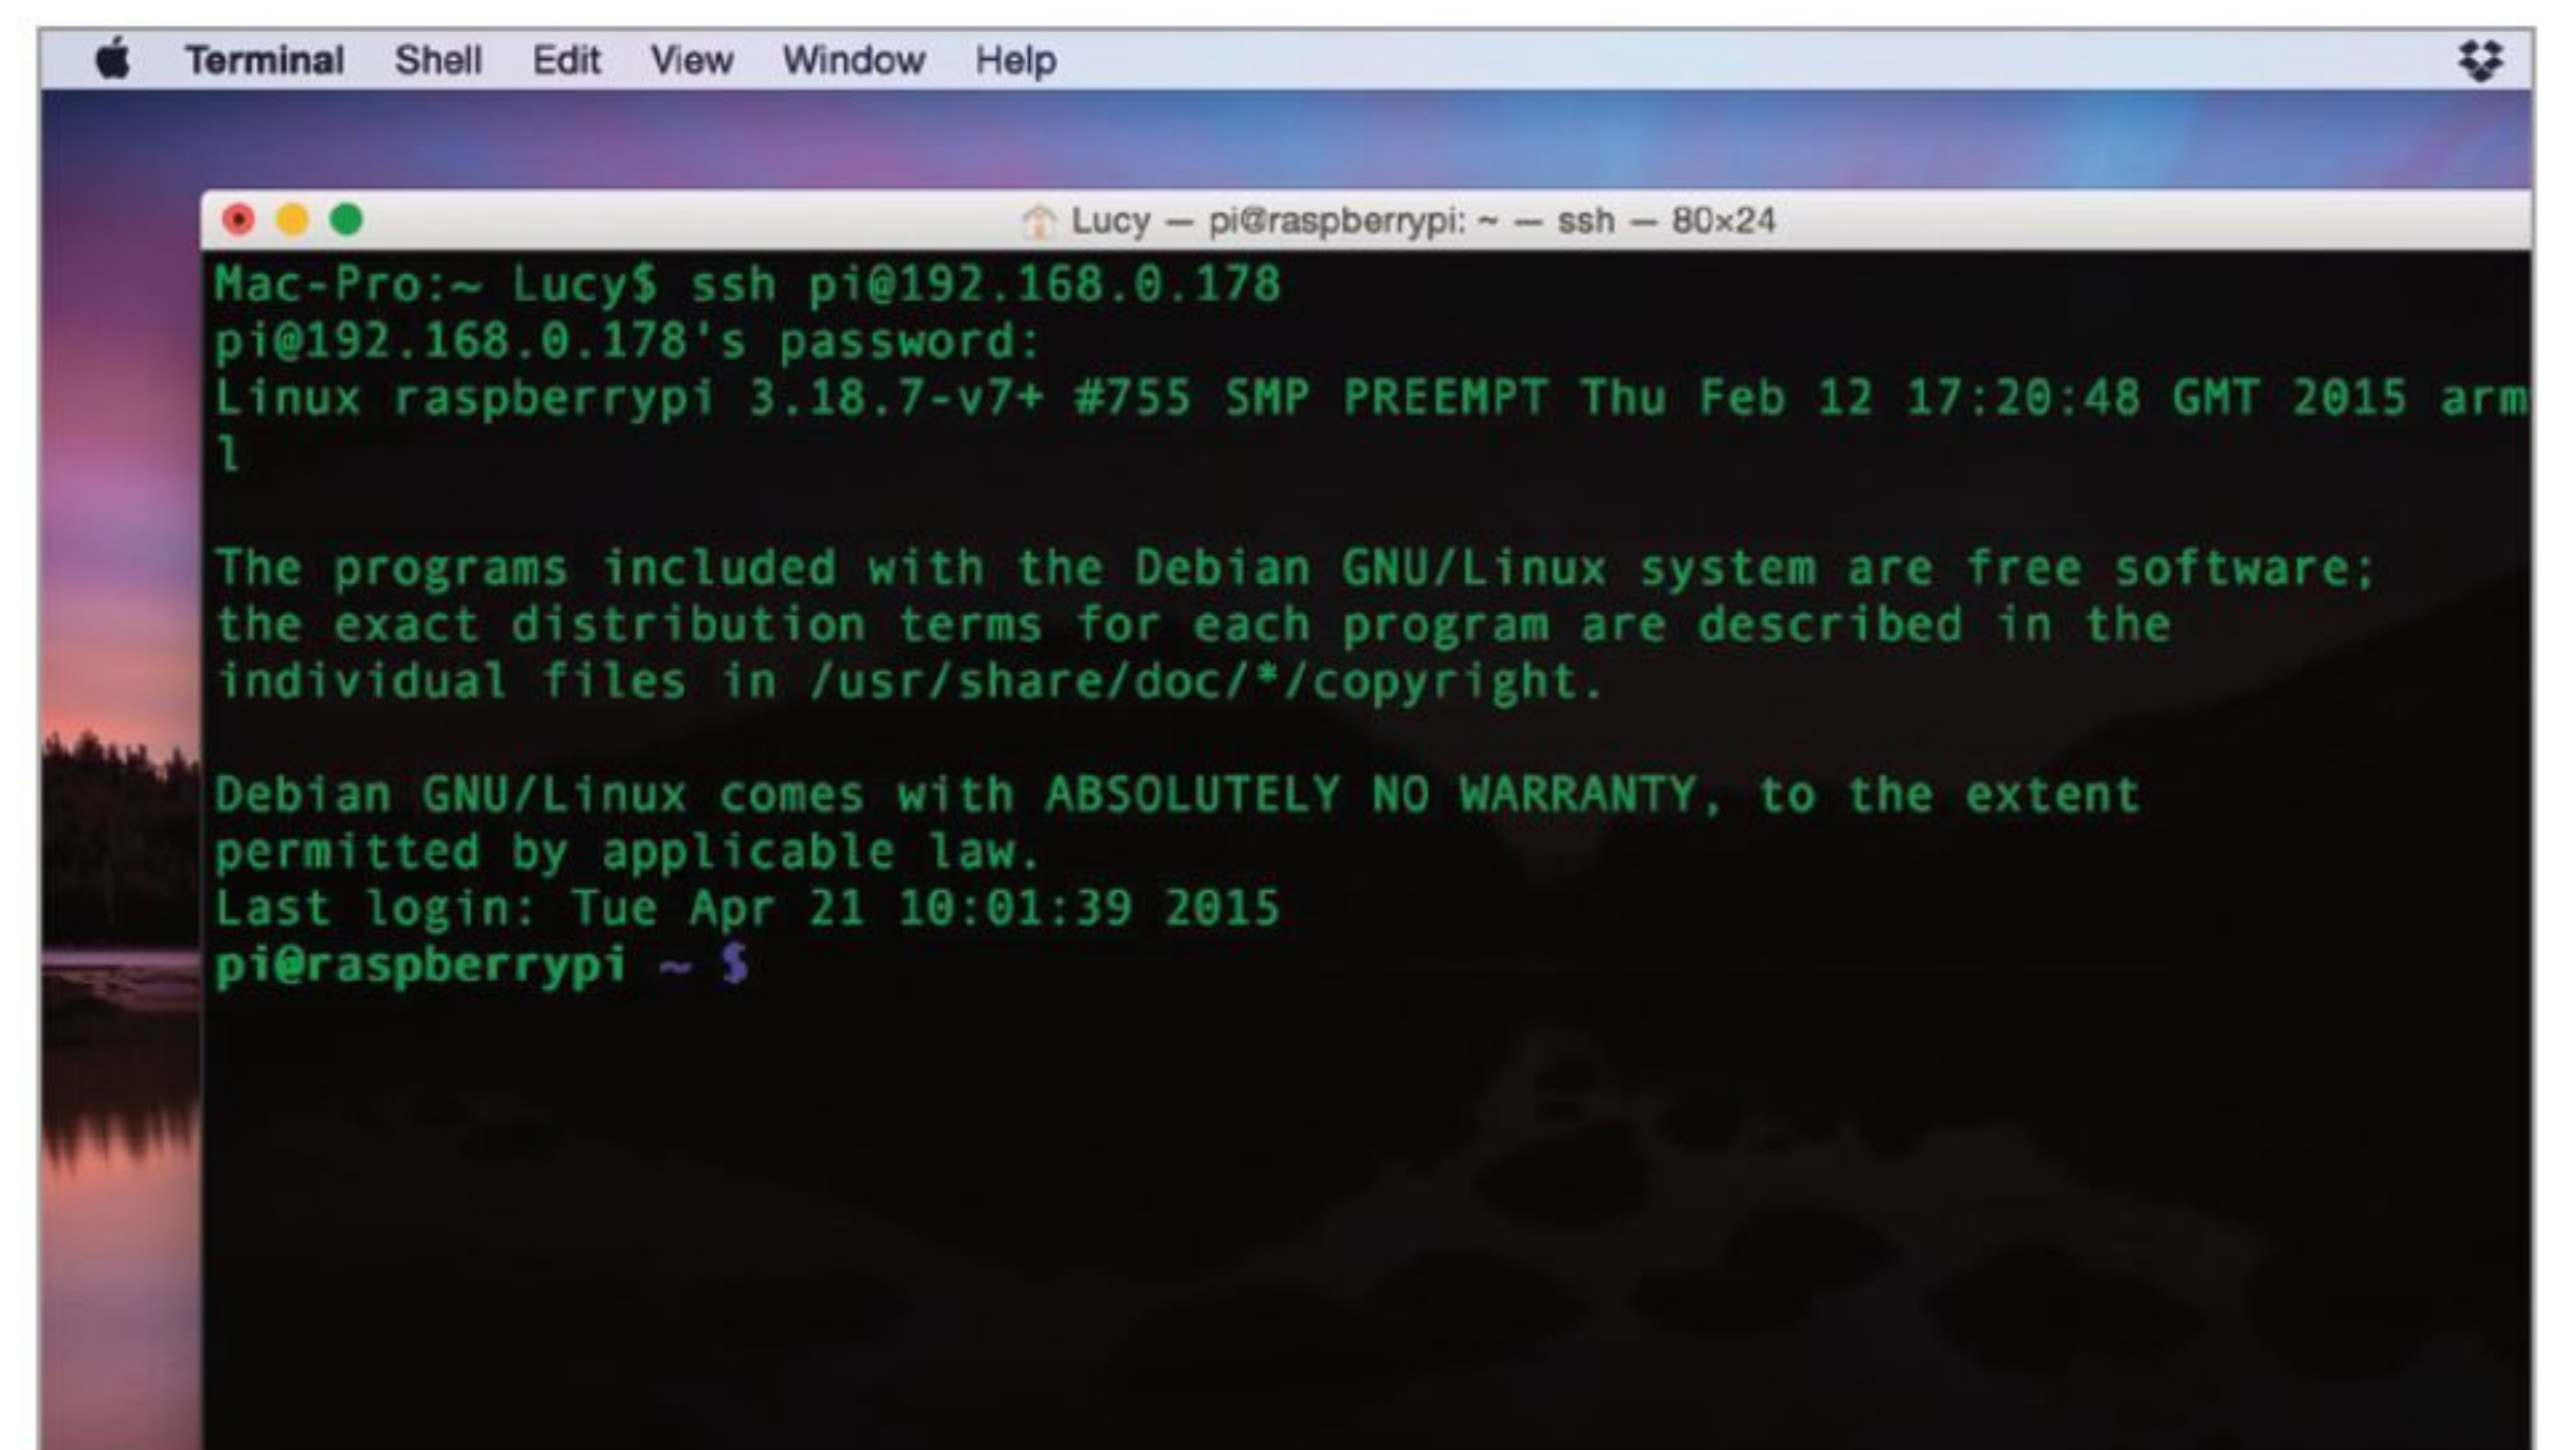 Terminal Shell Edit View Window Help
Lucy — pi@raspberrypi: ~ — ssh — 80×24
Mac-Pro:~ Lucy$ ssh pi@192.168.0.178
pi@192.168.0.178's password:
Linux raspberrypi 3.18.7-v7+ #755 SMP PREEMPT Thu Feb 12 17:20:48 GMT 2015 arm
l
The programs included with the Debian GNU/Linux system are free software;
the exact distribution terms for each program are described in the
individual files in /usr/share/doc/*/copyright.
Debian GNU/Linux comes with ABSOLUTELY NO WARRANTY, to the extent
permitted by applicable law.
Last login: Tue Apr 21 10:01:39 2015
pi@raspberrypi ~ $